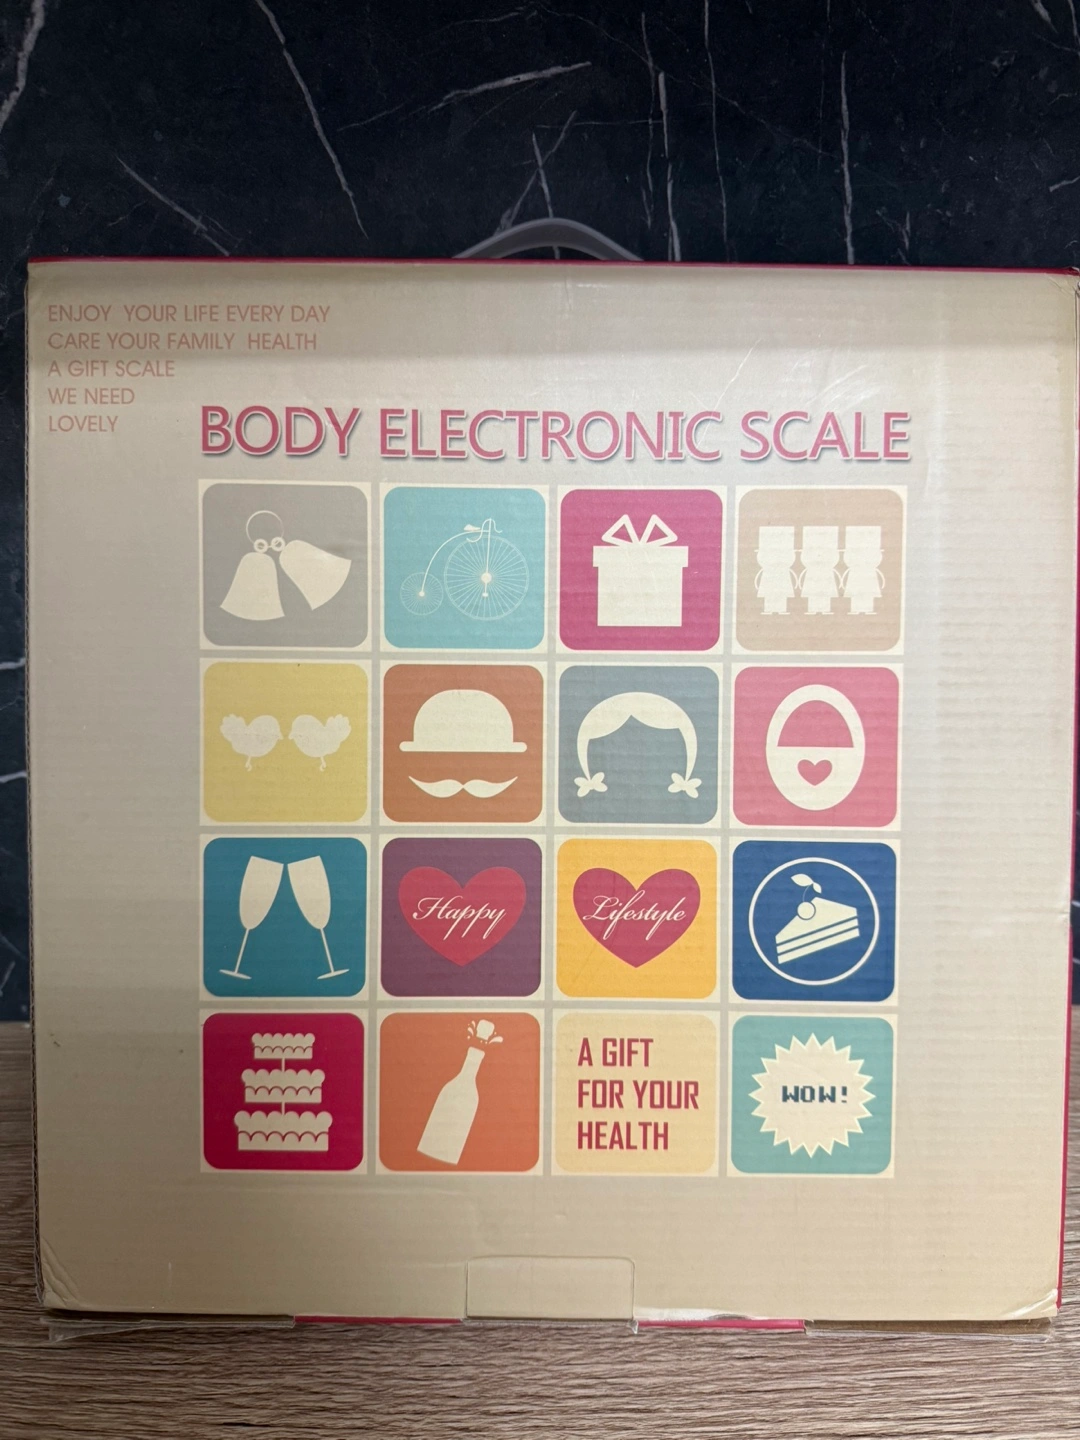 ENJOY YOUR LIFE EVERY DAY
CARE YOUR FAMILY HEALTH
A GIFT SCALE
WE NEED
LOVELY
BODY ELECTRONIC SCALE
Happy
Lifestyle
A GIFT
FOR YOUR
HEALTH
WOW!